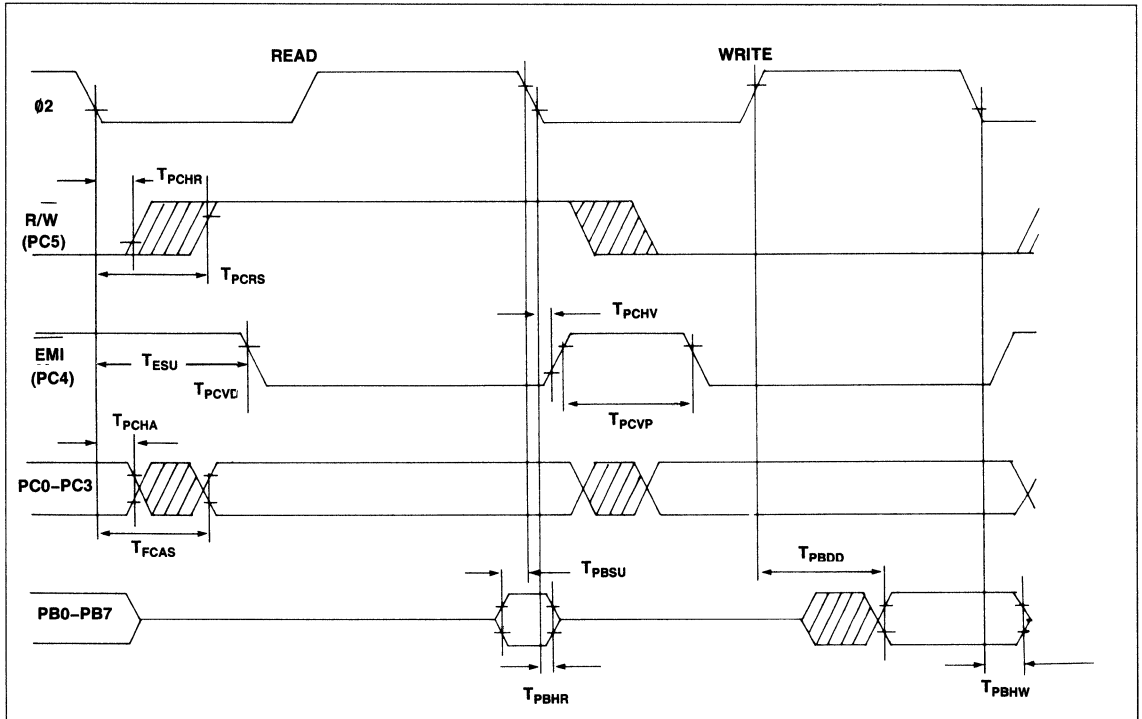 READ
WRITE
Ø2
TPCHR
R/W
(PC5)
TPCRS
TPCHV
EMI
(PC4)
TESU
TPCVD
TPCVP
TPCHA
PC0–PC3
TFCAS
TPBSU
TPBDD
PB0–PB7
TPBHR
TPBHW